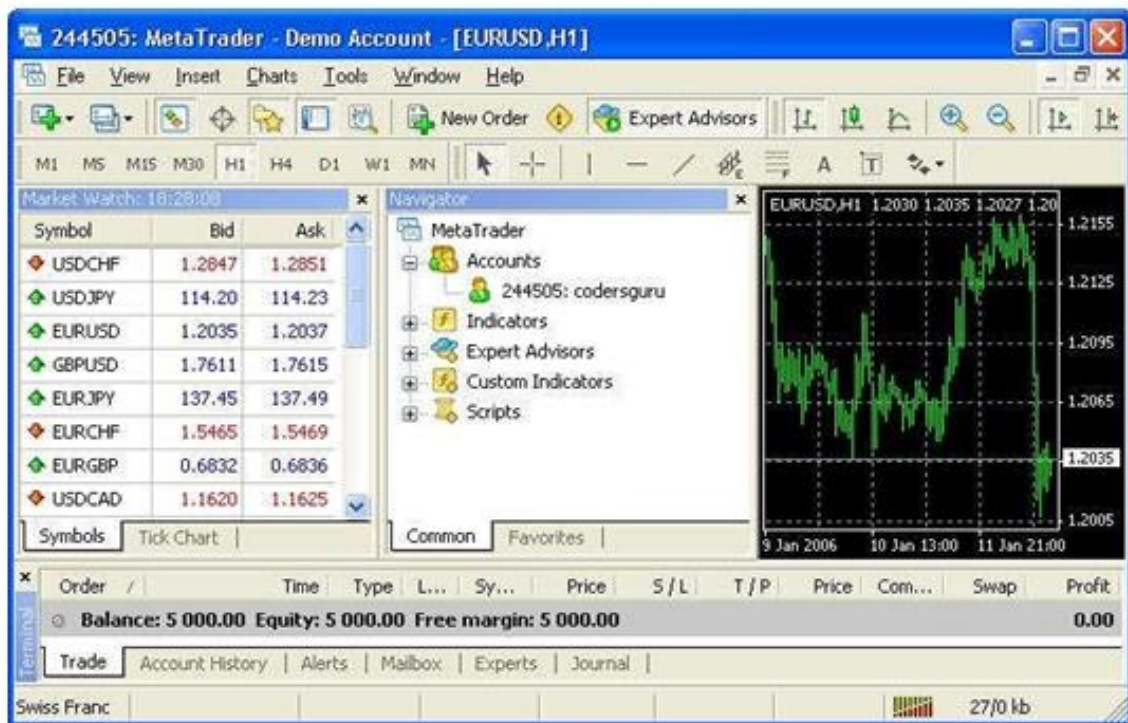 244505: MetaTrader - Demo Account - [EURUSD,H1]
File View Insert Charts Tools Window Help
New Order Expert Advisors
M1 M5 M15 M30 H1 H4 D1 W1 MN E F A T
Market Watch: 18:28:08
Symbol Bid Ask
USDCHF 1.2847 1.2851
USDJPY 114.20 114.23
EURUSD 1.2035 1.2037
GBPUSD 1.7611 1.7615
EURJPY 137.45 137.49
EURCHF 1.5465 1.5469
EURGBP 0.6832 0.6836
USDCAD 1.1620 1.1625
Symbols Tick Chart
Navigator
MetaTrader
Accounts
244505: codersguru
Indicators
Expert Advisors
Custom Indicators
Scripts
Common Favorites
EURUSD,H1 1.2030 1.2035 1.2027 1.20
1.2155
1.2125
1.2095
1.2065
1.2035
1.2005
9 Jan 2006 10 Jan 13:00 11 Jan 21:00
Terminal
Order / Time Type L... Sy... Price S / L T / P Price Com... Swap Profit
Balance: 5 000.00 Equity: 5 000.00 Free margin: 5 000.00 0.00
Trade Account History Alerts Mailbox Experts Journal
Swiss Franc 27/0 kb